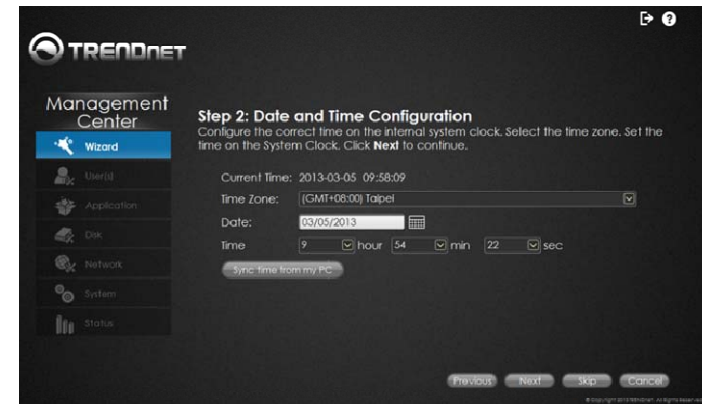 TRENDNET
Management
Center
Wizard
User(s)
Application
Disk
Network
System
Status
Step 2: Date and Time Configuration
Configure the correct time on the internal system clock. Select the time zone. Set the
time on the System Clock, Click Next to continue.
Current Time: 2013-03-05 09:58:09
Time Zone: (GMT+08:00) Taipei
Date: 03/05/2013
Time 9 hour 54 min 22 sec
Sync time from my PC
Previous Next Skip Cancel